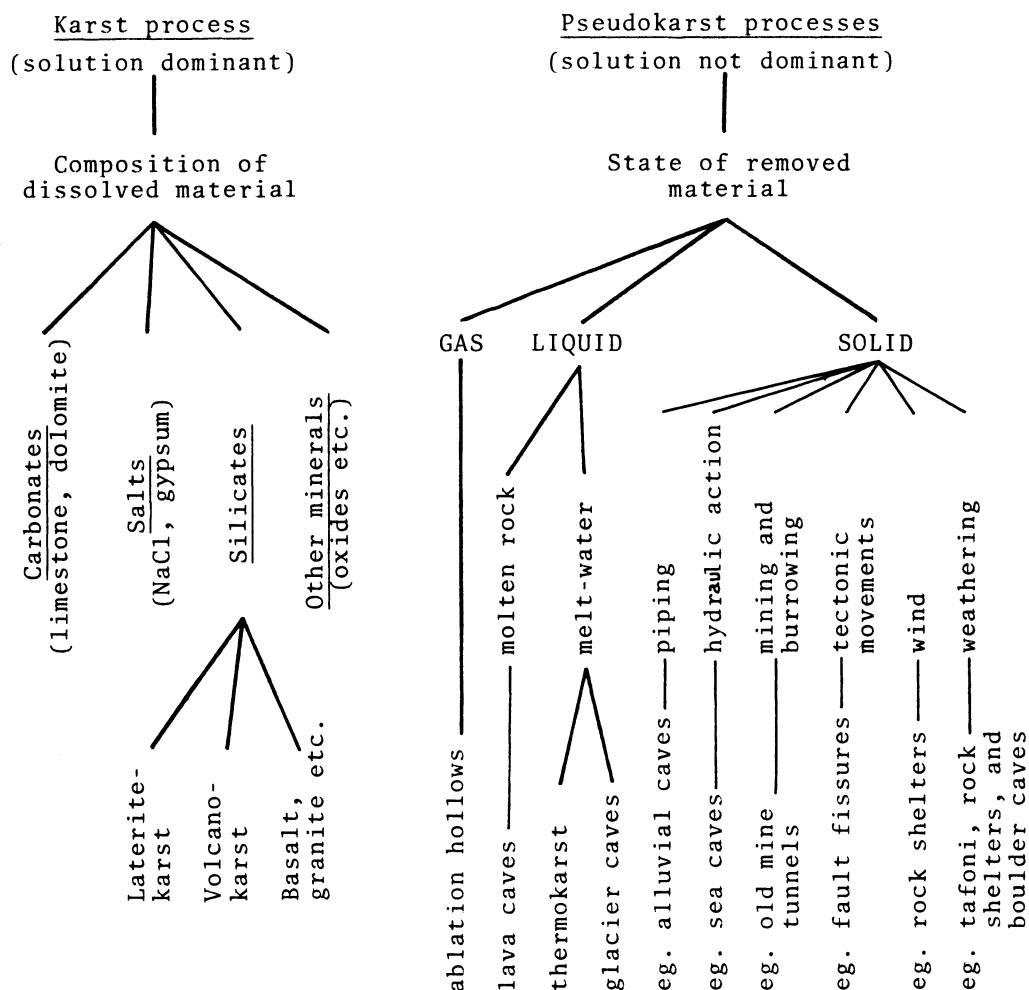 Karst process
(solution dominant)
Composition of
dissolved material
Carbonates
(limestone, dolomite)
Salts
(NaCl, gypsum)
Silicates
Other minerals
(oxides etc.)
Laterite-
karst
Volcano-
karst
Basalt,
granite etc.
Pseudokarst processes
(solution not dominant)
State of removed
material
GAS
LIQUID
SOLID
ablation hollows
molten rock
lava caves
melt-water
thermokarst
glacier caves
piping
eg. alluvial caves
hydraulic action
eg. sea caves
mining and
burrowing
eg. old mine
tunnels
tectonic
movements
eg. fault fissures
wind
eg. rock shelters
weathering
eg. tafoni, rock
shelters, and
boulder caves